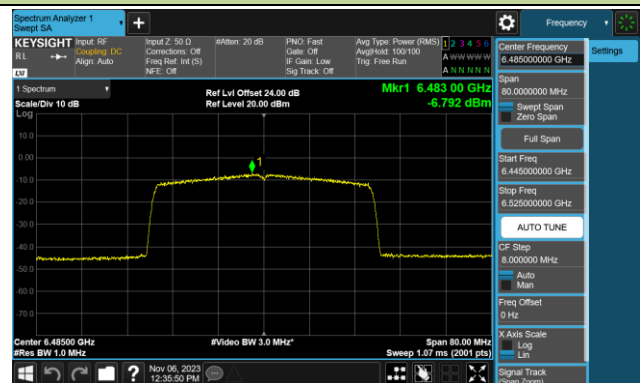 Spectrum Analyzer 1
Swept SA
+
Frequency
KEYSIGHT
Input: RF
Coupling: DC
Align: Auto
Input Z: 50 Ω
Corrections: Off
Freq Ref: Int (S)
NFE: Off
#Atten: 20 dB
PNO: Fast
Gate: Off
IF Gain: Low
Sig Track: Off
Avg Type: Power (RMS)
Avg|Hold: 100/100
Trig: Free Run
1 2 3 4 5 6
A W W W W W
A N N N N N
RL
LXI
Center Frequency
6.485000000 GHz
Settings
Span
80.0000000 MHz
Swept Span
Zero Span
Full Span
Start Freq
6.445000000 GHz
Stop Freq
6.525000000 GHz
AUTO TUNE
CF Step
8.000000 MHz
Auto
Man
Freq Offset
0 Hz
X Axis Scale
Log
Lin
Signal Track
(Span Zoom)
1 Spectrum
Scale/Div 10 dB
Log
Ref Lvl Offset 24.00 dB
Ref Level 20.00 dBm
Mkr1 6.483 00 GHz
-6.792 dBm
10.0
0.00
-10.0
-20.0
-30.0
-40.0
-50.0
-60.0
-70.0
1
Center 6.48500 GHz
#Res BW 1.0 MHz
#Video BW 3.0 MHz*
Span 80.00 MHz
Sweep 1.07 ms (2001 pts)
?
Nov 06, 2023
12:35:50 PM